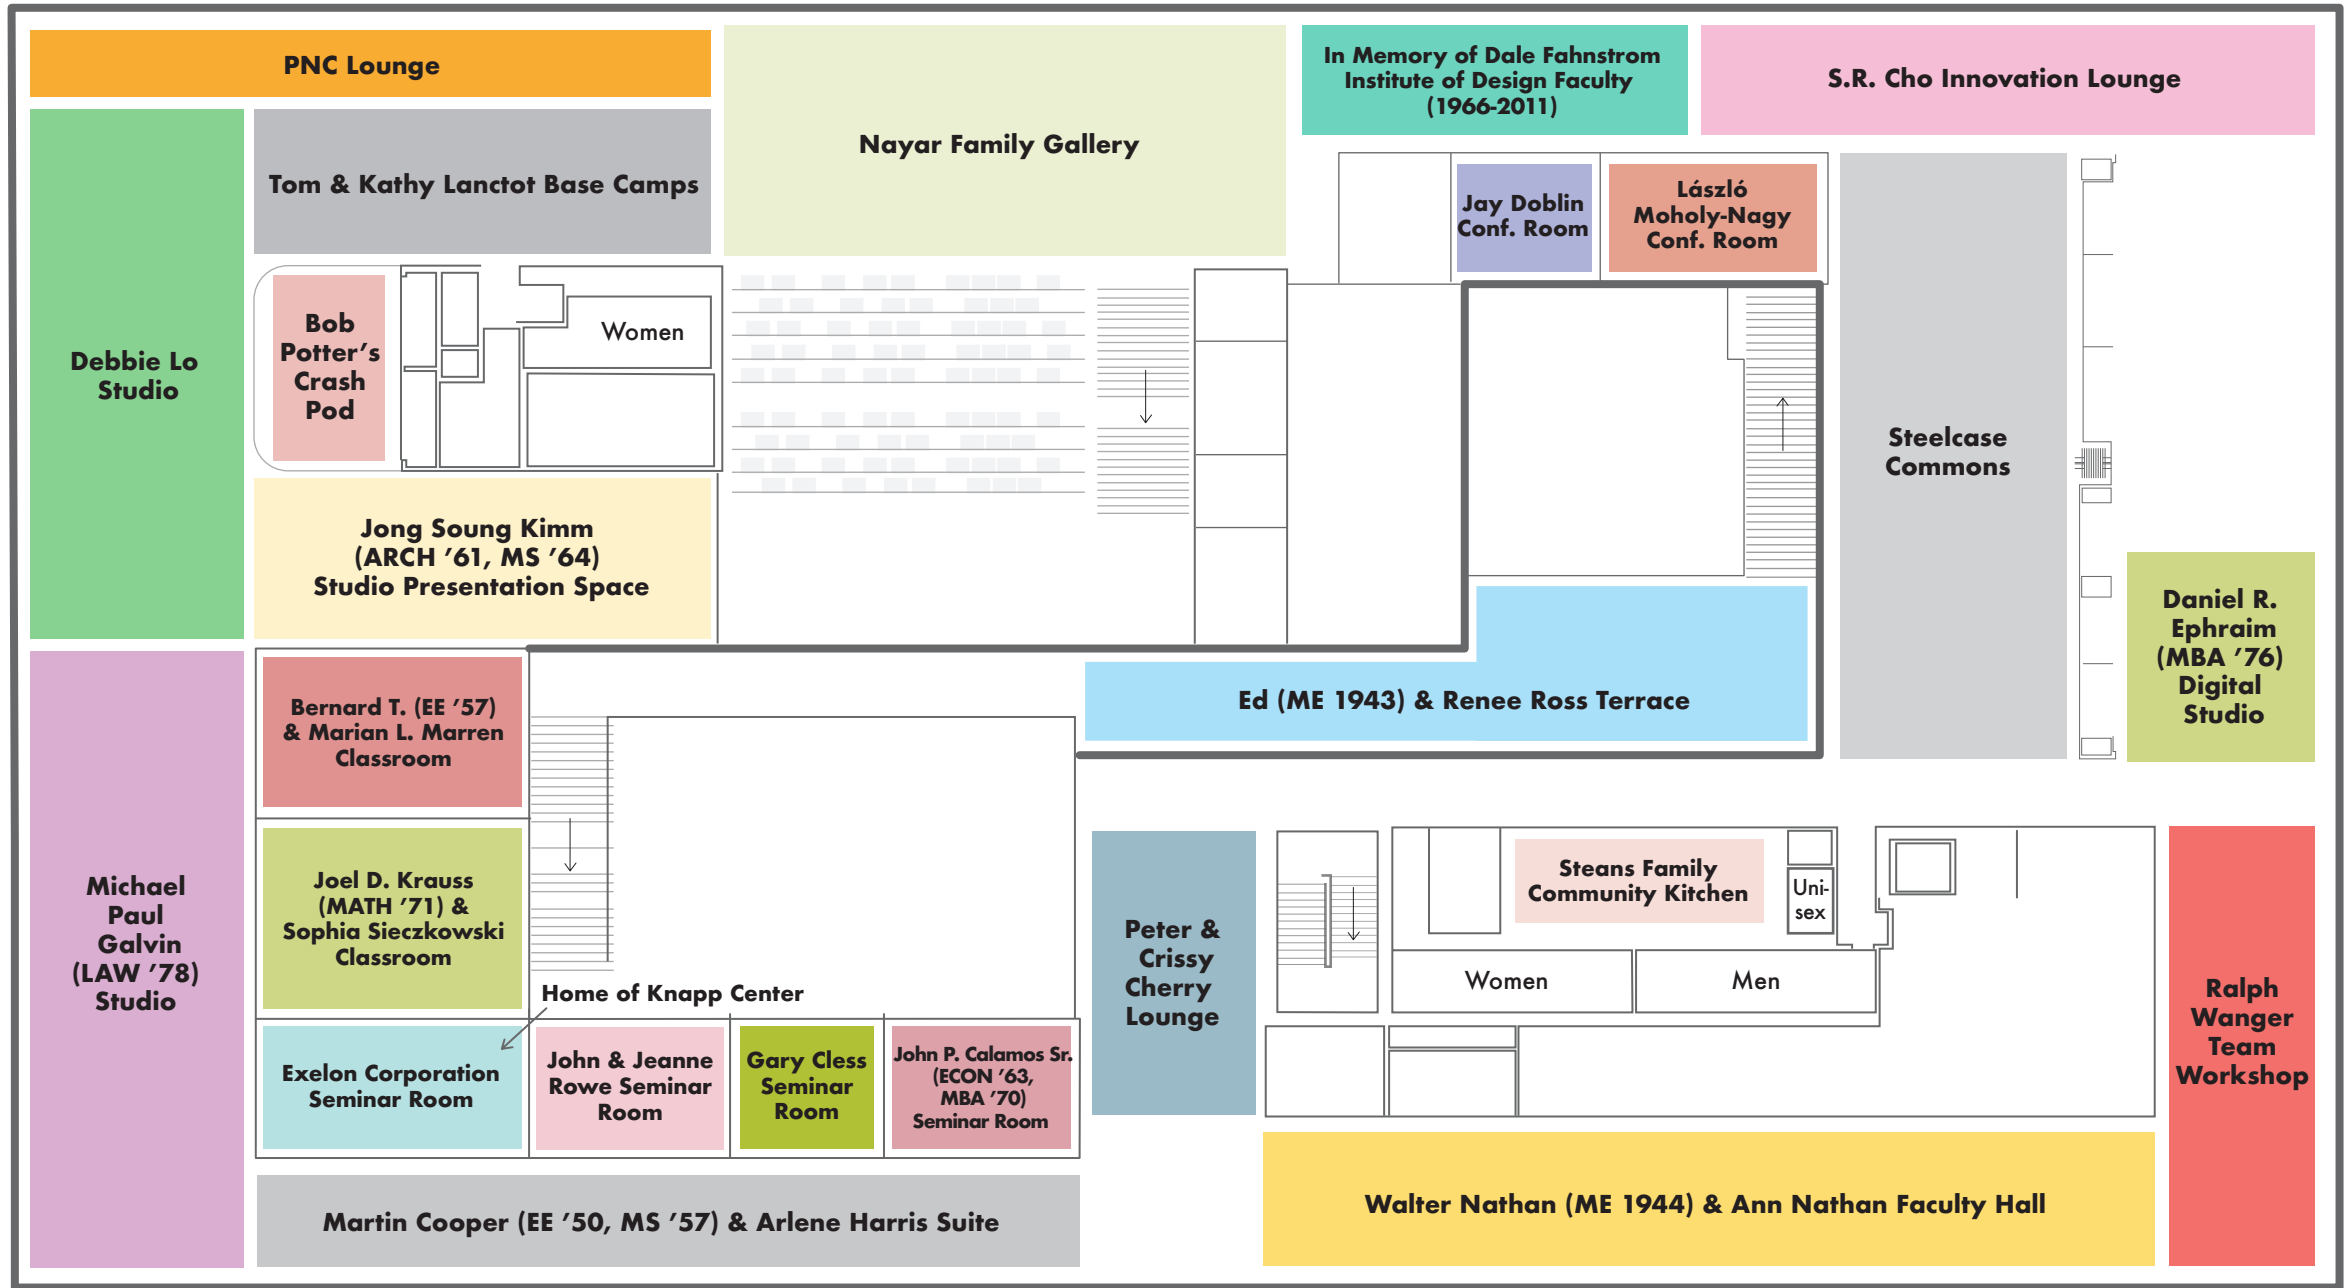 PNC Lounge
Nayar Family Gallery
In Memory of Dale Fahnstrom
Institute of Design Faculty
(1966-2011)
S.R. Cho Innovation Lounge
Debbie Lo
Studio
Tom & Kathy Lanctot Base Camps
Jay Doblin
Conf. Room
László
Moholy-Nagy
Conf. Room
Bob
Potter’s
Crash
Pod
Women
Steelcase
Commons
Jong Soung Kimm
(ARCH ’61, MS ’64)
Studio Presentation Space
Daniel R.
Ephraim
(MBA ’76)
Digital
Studio
Ed (ME 1943) & Renee Ross Terrace
Michael
Paul
Galvin
(LAW ’78)
Studio
Bernard T. (EE ’57)
& Marian L. Marren
Classroom
Joel D. Krauss
(MATH ’71) &
Sophia Sieczkowski
Classroom
Home of Knapp Center
Exelon Corporation
Seminar Room
John & Jeanne
Rowe Seminar
Room
Gary Cless
Seminar
Room
John P. Calamos Sr.
(ECON ’63,
MBA ’70)
Seminar Room
Peter &
Crissy
Cherry
Lounge
Steans Family
Community Kitchen
Uni-
sex
Women
Men
Ralph
Wanger
Team
Workshop
Martin Cooper (EE ’50, MS ’57) & Arlene Harris Suite
Walter Nathan (ME 1944) & Ann Nathan Faculty Hall